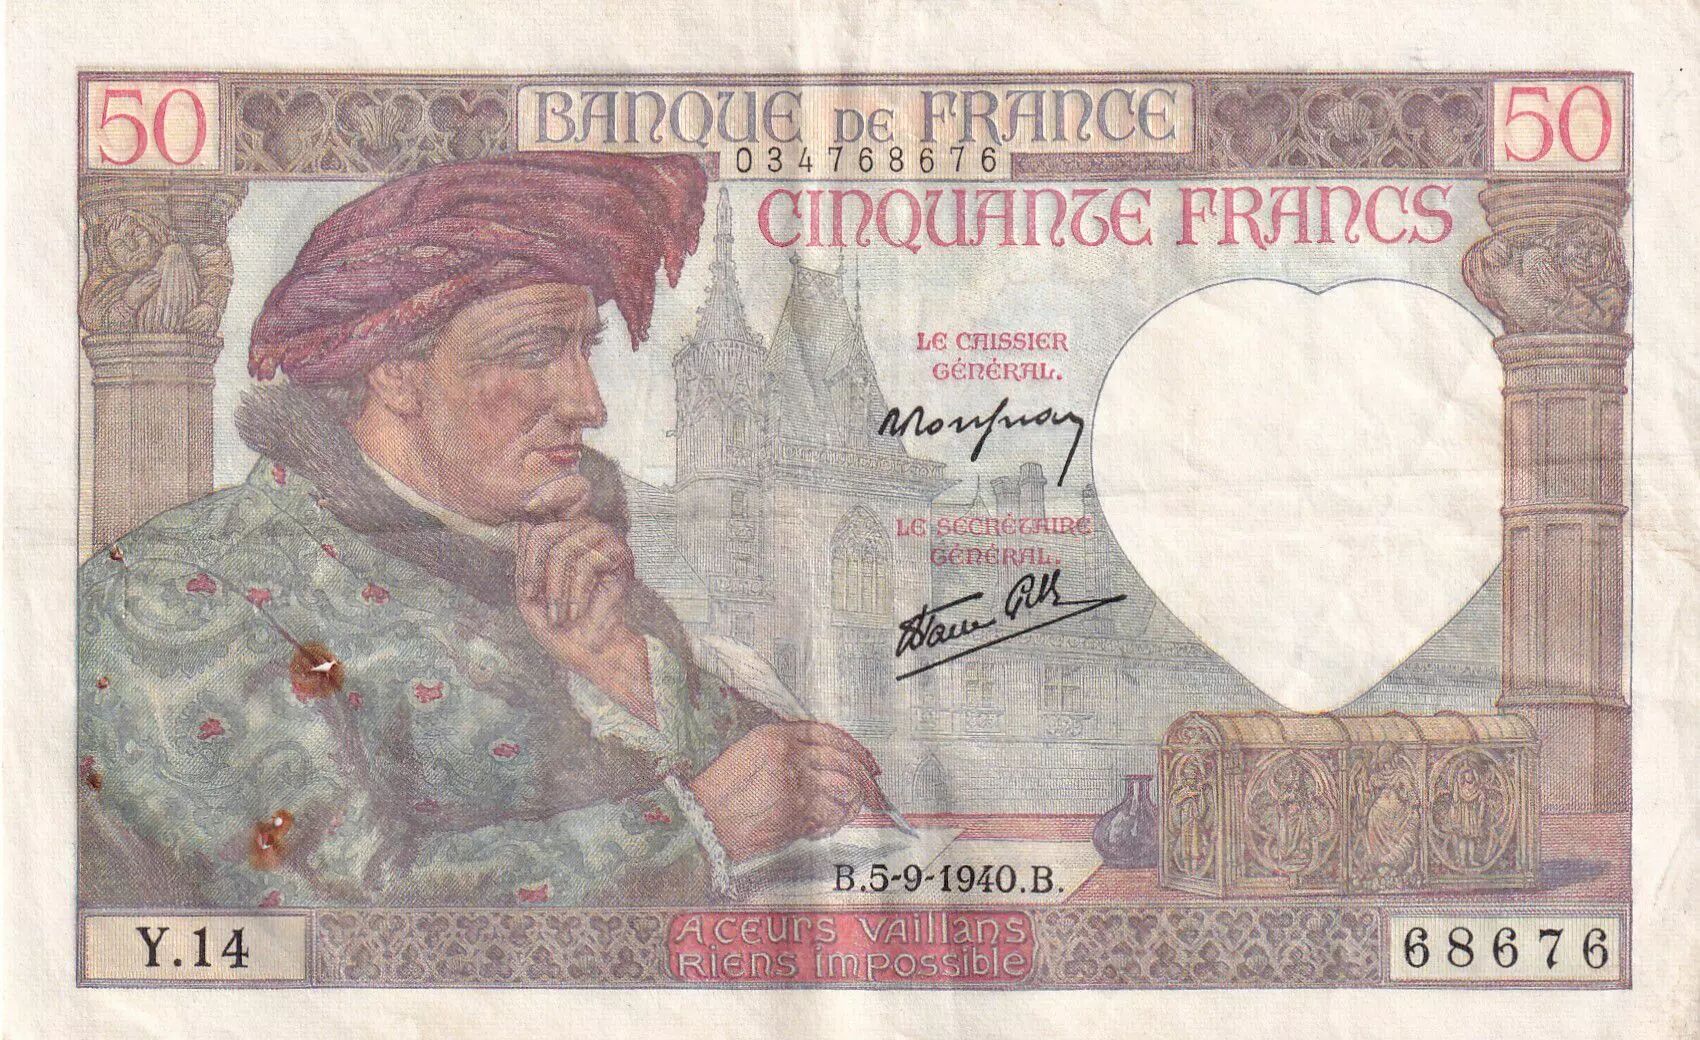 50
BANQUE DE FRANCE
50
034768676
CINQUANTE FRANCS
LE CAISSIER
GÉNÉRAL.
LE SECRÉTAIRE
GÉNÉRAL.
B.5-9-1940.B.
Y.14
A CŒURS VAILLANS
RIENS IMPOSSIBLE
68676